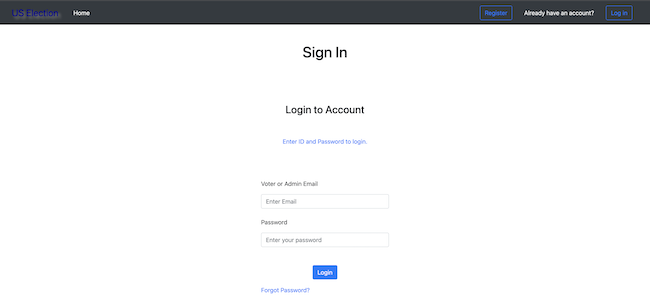 US Election Home Register Already have an account? Log in
Sign In
Login to Account
Enter ID and Password to login.
Voter or Admin Email
Enter Email
Password
Enter your password
Login
Forgot Password?